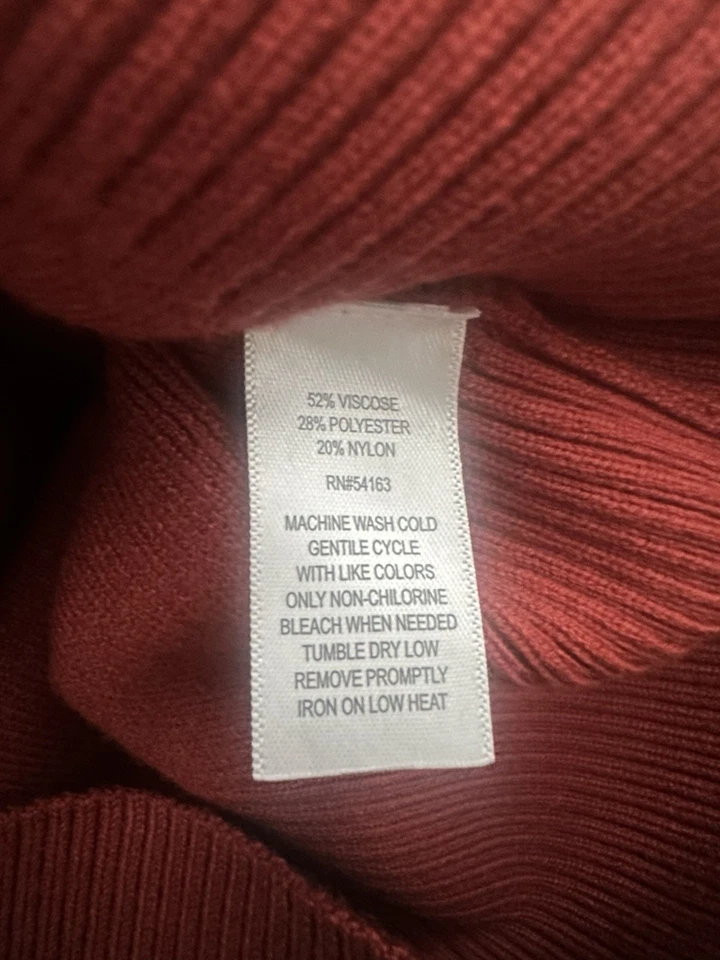 52% VISCOSE
28% POLYESTER
20% NYLON
RN#54163
MACHINE WASH COLD
GENTILE CYCLE
WITH LIKE COLORS
ONLY NON-CHILORINE
BLEACH WHEN NEEDED
TUMBLE DRY LOW
REMOVE PROMPTLY
IRON ON LOW HEAT